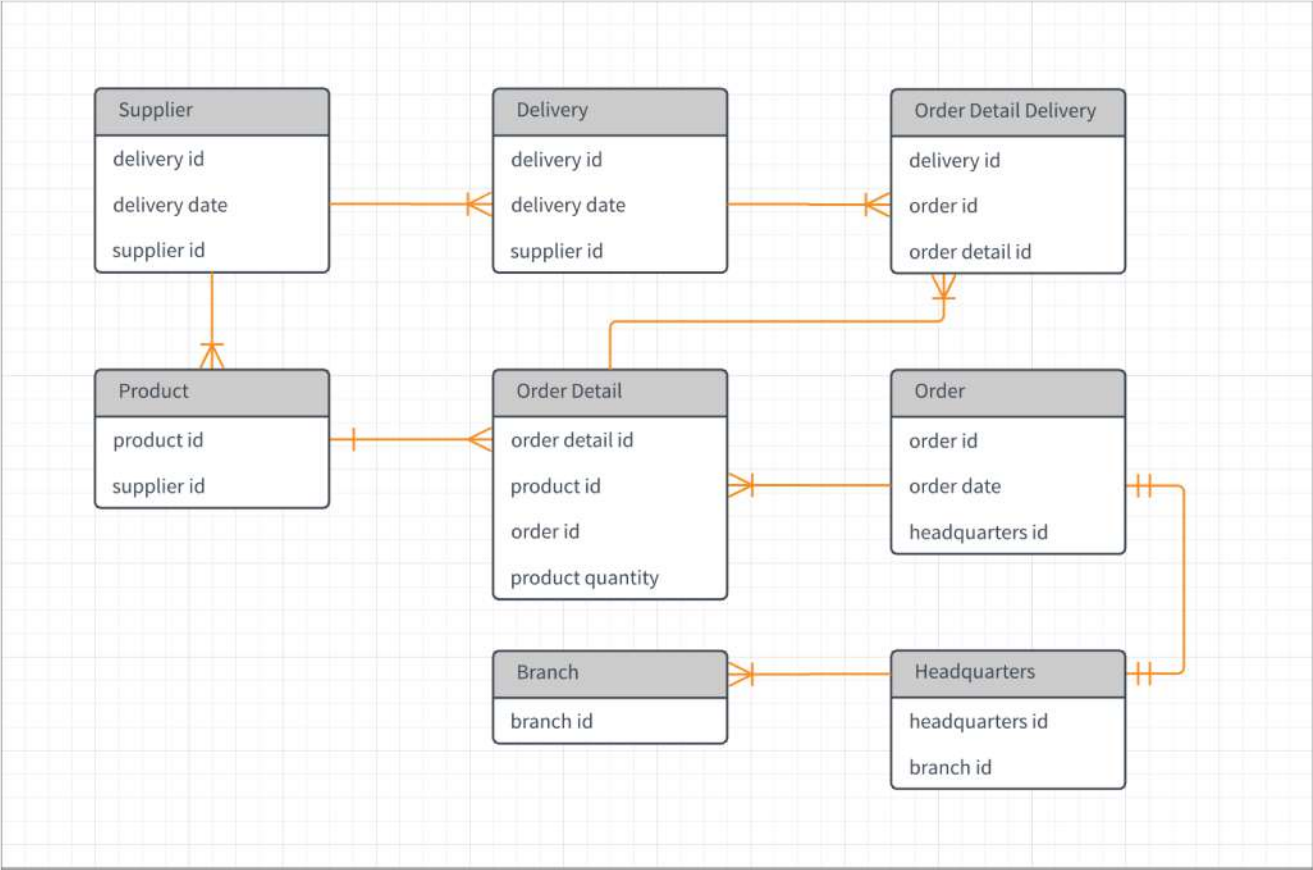 Supplier
delivery id
delivery date
supplier id
Delivery
delivery id
delivery date
supplier id
Order Detail Delivery
delivery id
order id
order detail id
Product
product id
supplier id
Order Detail
order detail id
product id
order id
product quantity
Order
order id
order date
headquarters id
Branch
branch id
Headquarters
headquarters id
branch id